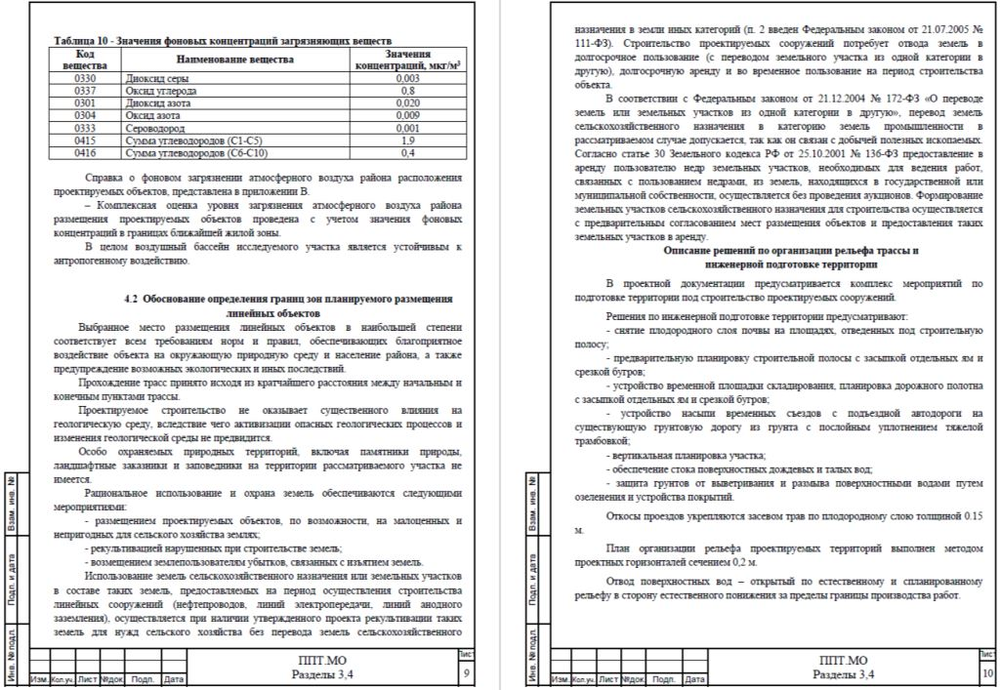 Таблица 10 - Значения фоновых концентраций загрязняющих веществ
Код вещества Наименование вещества Значения концентраций, мкг/м³
0330 Диоксид серы 0,003
0337 Оксид углерода 0,8
0301 Диоксид азота 0,020
0304 Оксид азота 0,009
0333 Сероводород 0,001
0415 Сумма углеводородов (С1-С5) 1,9
0416 Сумма углеводородов (С6-С10) 0,4
Справка о фоновом загрязнении атмосферного воздуха района расположения
проектируемых объектов, представлена в приложении В.
– Комплексная оценка уровня загрязнения атмосферного воздуха района
размещения проектируемых объектов проведена с учетом значения фоновых
концентраций в границах ближайшей жилой зоны.
В целом воздушный бассейн исследуемого участка является устойчивым к
антропогенному воздействию.
4.2 Обоснование определения границ зон планируемого размещения
линейных объектов
Выбранное место размещения линейных объектов в наибольшей степени
соответствует всем требованиям норм и правил, обеспечивающих благоприятное
воздействие объекта на окружающую природную среду и население района, а также
предупреждение возможных экологических и иных последствий.
Прохождение трасс принято исходя из кратчайшего расстояния между начальным и
конечным пунктами трассы.
Проектируемое строительство не оказывает существенного влияния на
геологическую среду, вследствие чего активизации опасных геологических процессов и
изменения геологической среды не предвидится.
Особо охраняемых природных территорий, включая памятники природы,
ландшафтные заказники и заповедники на территории рассматриваемого участка не
имеется.
Рациональное использование и охрана земель обеспечиваются следующими
мероприятиями:
- размещением проектируемых объектов, по возможности, на малоценных и
непригодных для сельского хозяйства землях;
- рекультивацией нарушенных при строительстве земель;
- возмещением землепользователям убытков, связанных с изъятием земель.
Использование земель сельскохозяйственного назначения или земельных участков
в составе таких земель, предоставляемых на период осуществления строительства
линейных сооружений (нефтепроводов, линий электропередачи, линий анодного
заземления), осуществляется при наличии утвержденного проекта рекультивации таких
земель для нужд сельского хозяйства без перевода земель сельскохозяйственного
Взам. инв. №
Подп. и дата
Инв. № подл.
Изм. Кол.уч. Лист №док. Подп. Дата
ППТ.МО
Разделы 3,4
Лист
9
назначения в земли иных категорий (п. 2 введен Федеральным законом от 21.07.2005 №
111-ФЗ). Строительство проектируемых сооружений потребует отвода земель в
долгосрочное пользование (с переводом земельного участка из одной категории в
другую), долгосрочную аренду и во временное пользование на период строительства
объекта.
В соответствии с Федеральным законом от 21.12.2004 № 172-ФЗ «О переводе
земель или земельных участков из одной категории в другую», перевод земель
сельскохозяйственного назначения в категорию земель промышленности в
рассматриваемом случае допускается, так как он связан с добычей полезных ископаемых.
Согласно статье 30 Земельного кодекса РФ от 25.10.2001 № 136-ФЗ предоставление в
аренду пользователю недр земельных участков, необходимых для ведения работ,
связанных с пользованием недрами, из земель, находящихся в государственной или
муниципальной собственности, осуществляется без проведения аукционов. Формирование
земельных участков сельскохозяйственного назначения для строительства осуществляется
с предварительным согласованием мест размещения объектов и предоставления таких
земельных участков в аренду.
Описание решений по организации рельефа трассы и
инженерной подготовке территории
В проектной документации предусматривается комплекс мероприятий по
подготовке территории под строительство проектируемых сооружений.
Решения по инженерной подготовке территории предусматривают:
- снятие плодородного слоя почвы на площадях, отведенных под строительную
полосу;
- предварительную планировку строительной полосы с засыпкой отдельных ям и
срезкой бугров;
- устройство временной площадки складирования, планировка дорожного полотна
с засыпкой отдельных ям и срезкой бугров;
- устройство насыпи временных съездов с подъездной автодороги на
существующую грунтовую дорогу из грунта с послойным уплотнением тяжелой
трамбовкой;
- вертикальная планировка участка;
- обеспечение стока поверхностных дождевых и талых вод;
- защита грунтов от выветривания и размыва поверхностными водами путем
озеленения и устройства покрытий.
Откосы проездов укрепляются засевом трав по плодородному слою толщиной 0.15
м.
План организации рельефа проектируемых территорий выполнен методом
проектных горизонталей сечением 0,2 м.
Отвод поверхностных вод – открытый по естественному и спланированному
рельефу в сторону естественного понижения за пределы границы производства работ.
Взам. инв. №
Подп. и дата
Инв. № подл.
Изм. Кол.уч. Лист №док. Подп. Дата
ППТ.МО
Разделы 3,4
Лист
10